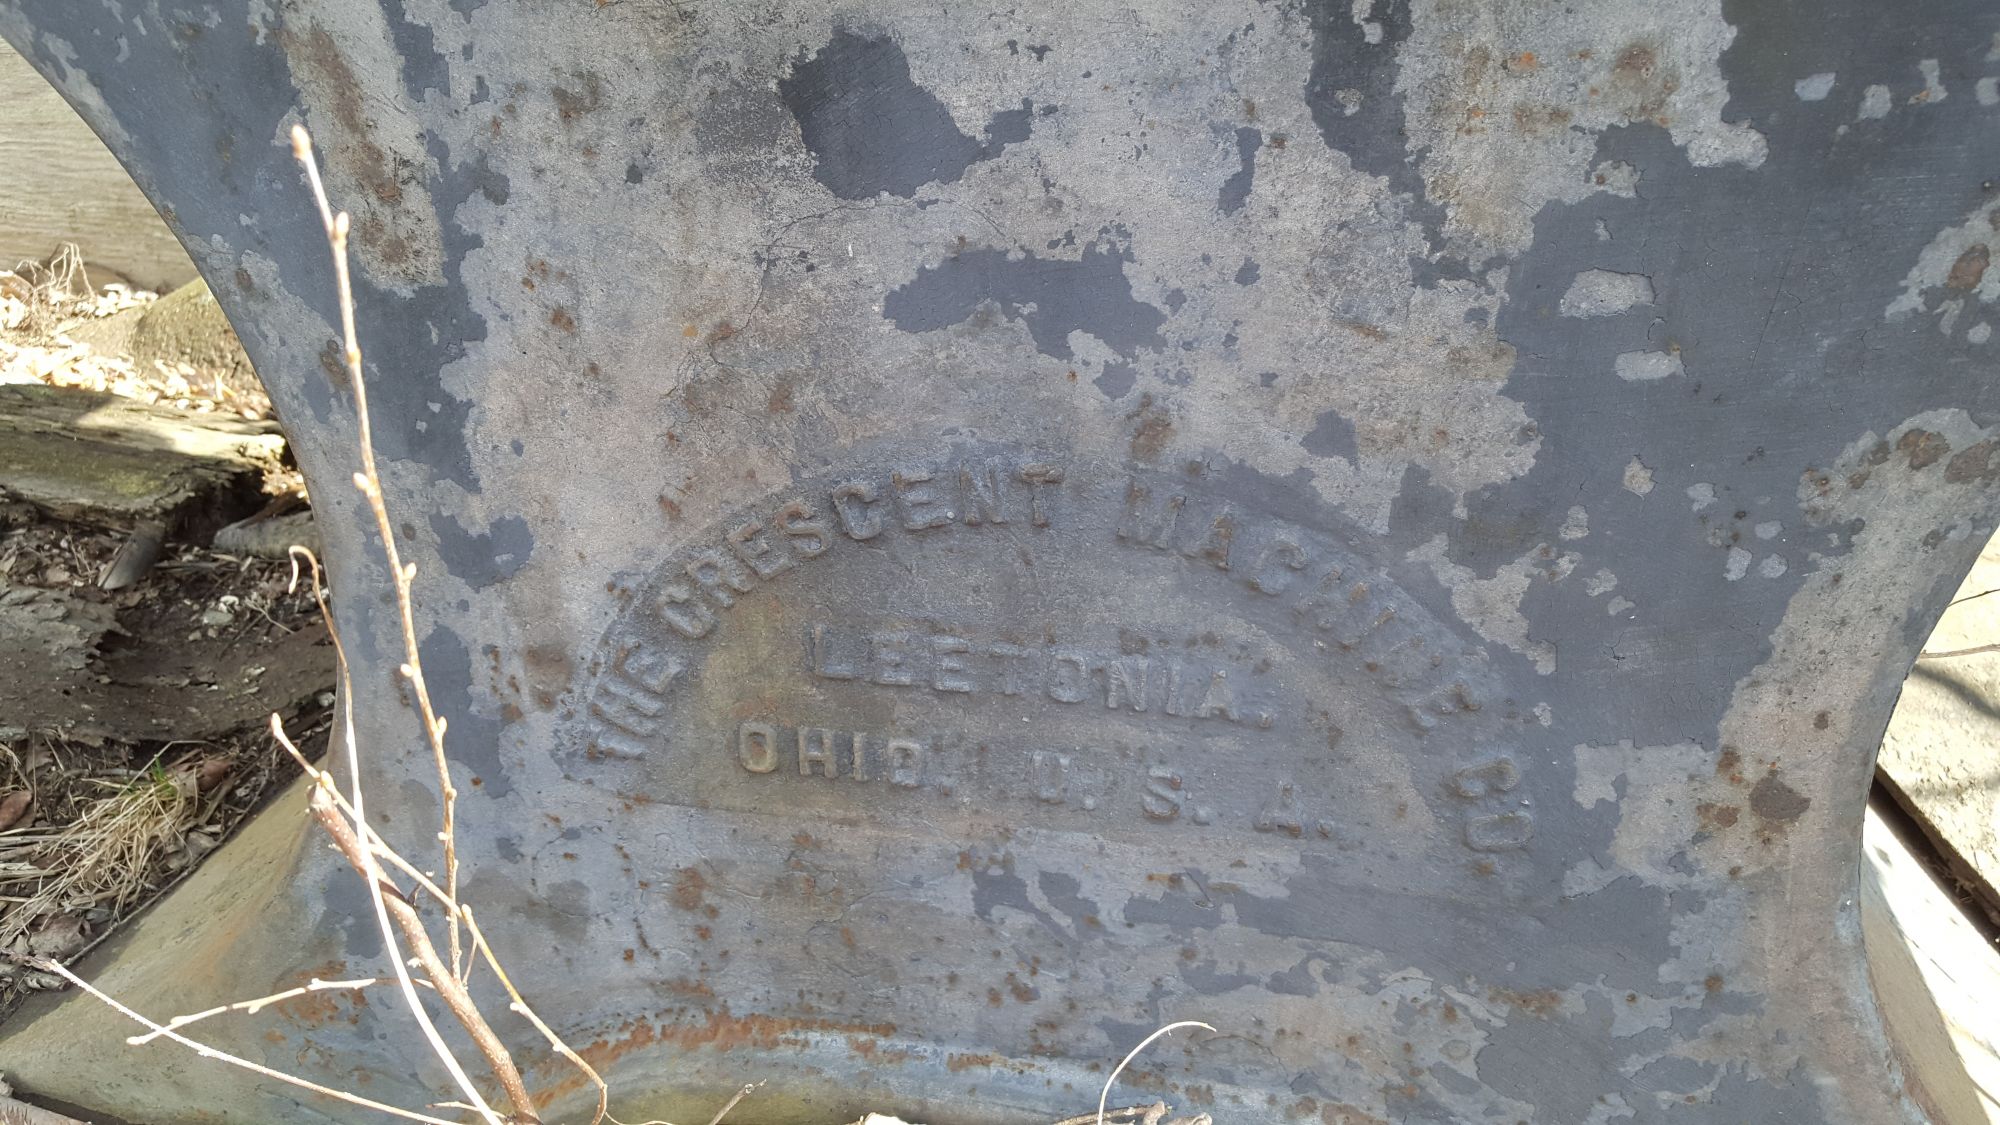 THE CRESCENT MACHINE CO
LEETONIA.
OHIO, U. S. A.